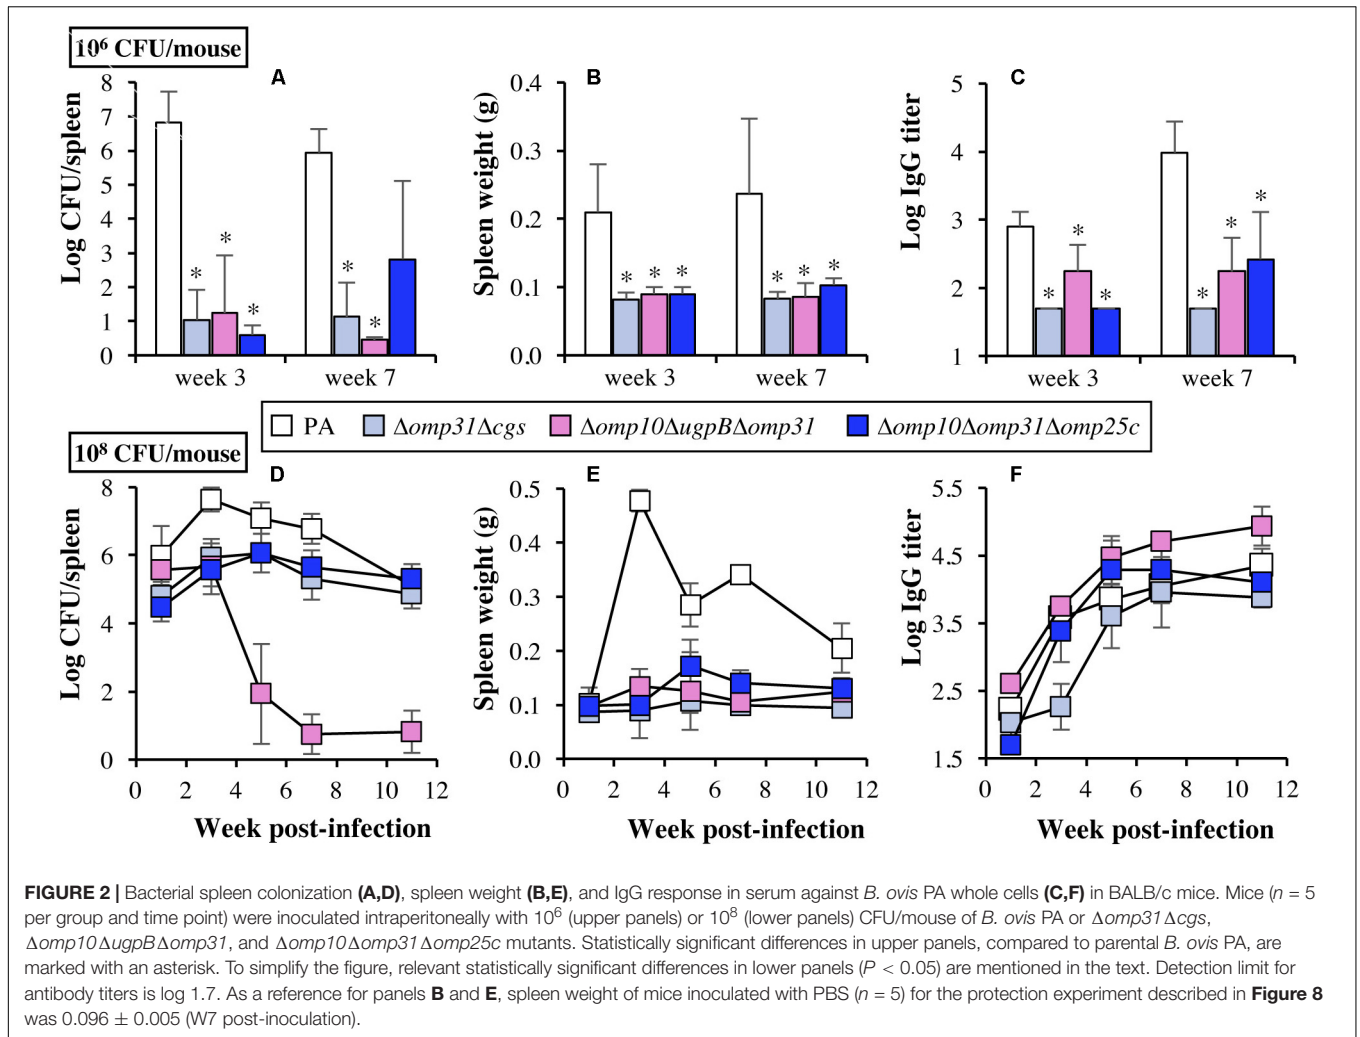 10⁶ CFU/mouse
A
B
C
Log CFU/spleen
8
7
6
5
4
3
2
1
0
* * * * *
week 3 week 7
Spleen weight (g)
0.4
0.3
0.2
0.1
0.0
* * * * * *
week 3 week 7
Log IgG titer
5
4
3
2
1
* * * * * *
week 3 week 7
PA Δomp31Δcgs Δomp10ΔugpBΔomp31 Δomp10Δomp31Δomp25c
10⁸ CFU/mouse
D
E
F
Log CFU/spleen
8
6
4
2
0
0 2 4 6 8 10 12
Week post-infection
Spleen weight (g)
0.5
0.4
0.3
0.2
0.1
0.0
0 2 4 6 8 10 12
Week post-infection
Log IgG titer
5.5
4.5
3.5
2.5
1.5
0 2 4 6 8 10 12
Week post-infection
FIGURE 2 | Bacterial spleen colonization (A,D), spleen weight (B,E), and IgG response in serum against B. ovis PA whole cells (C,F) in BALB/c mice. Mice (n = 5
per group and time point) were inoculated intraperitoneally with 10⁶ (upper panels) or 10⁸ (lower panels) CFU/mouse of B. ovis PA or Δomp31Δcgs,
Δomp10ΔugpBΔomp31, and Δomp10Δomp31Δomp25c mutants. Statistically significant differences in upper panels, compared to parental B. ovis PA, are
marked with an asterisk. To simplify the figure, relevant statistically significant differences in lower panels (P < 0.05) are mentioned in the text. Detection limit for
antibody titers is log 1.7. As a reference for panels B and E, spleen weight of mice inoculated with PBS (n = 5) for the protection experiment described in Figure 8
was 0.096 ± 0.005 (W7 post-inoculation).